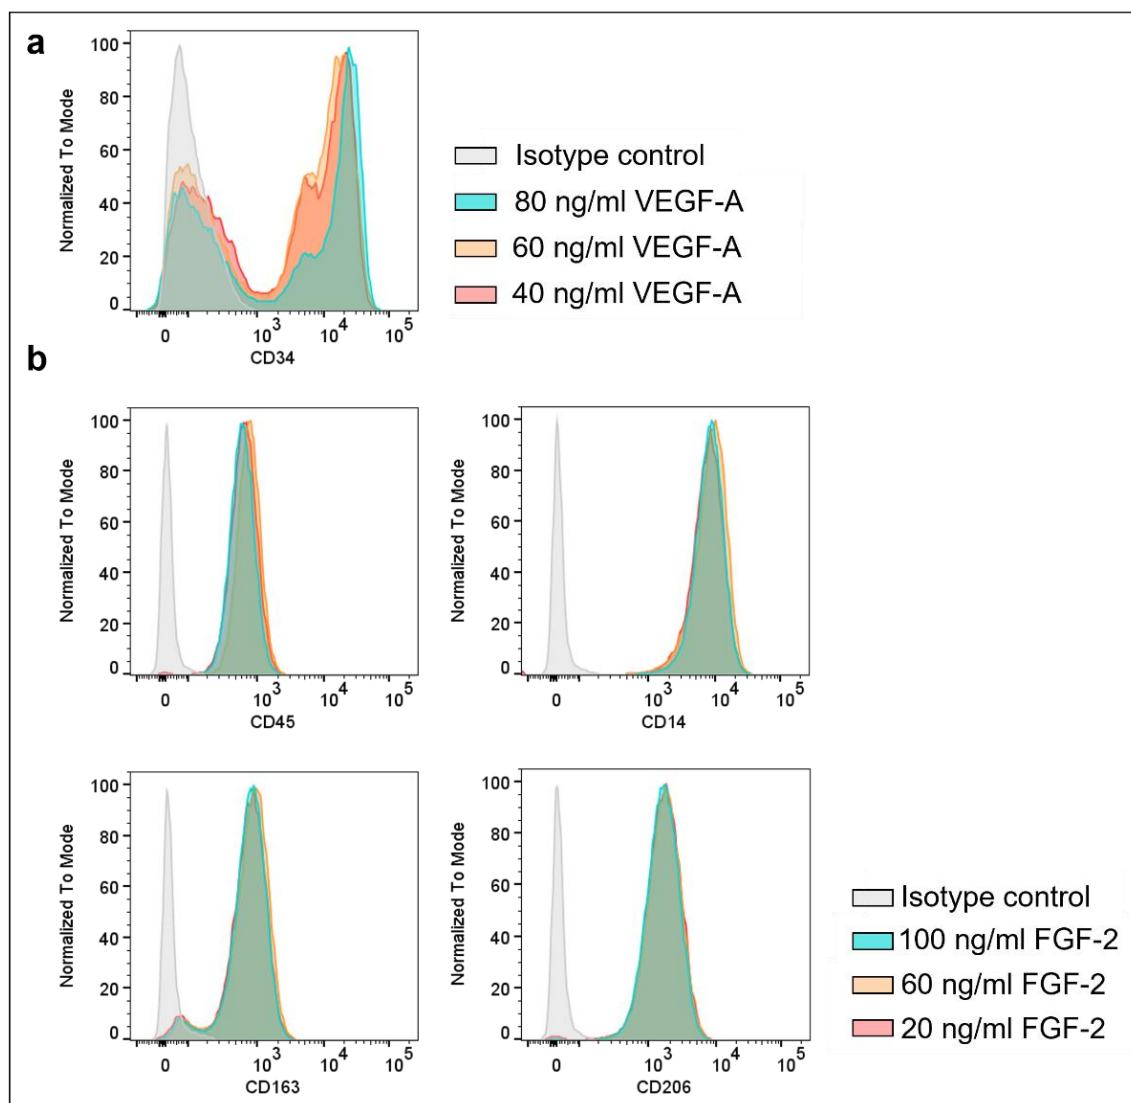 a
100
80
60
40
20
0
Normalized To Mode
0 10³ 10⁴ 10⁵
CD34
Isotype control
80 ng/ml VEGF-A
60 ng/ml VEGF-A
40 ng/ml VEGF-A
b
100
80
60
40
20
0
Normalized To Mode
0 10³ 10⁴ 10⁵
CD45
100
80
60
40
20
0
Normalized To Mode
0 10³ 10⁴ 10⁵
CD14
100
80
60
40
20
0
Normalized To Mode
0 10³ 10⁴ 10⁵
CD163
100
80
60
40
20
0
Normalized To Mode
0 10³ 10⁴ 10⁵
CD206
Isotype control
100 ng/ml FGF-2
60 ng/ml FGF-2
20 ng/ml FGF-2